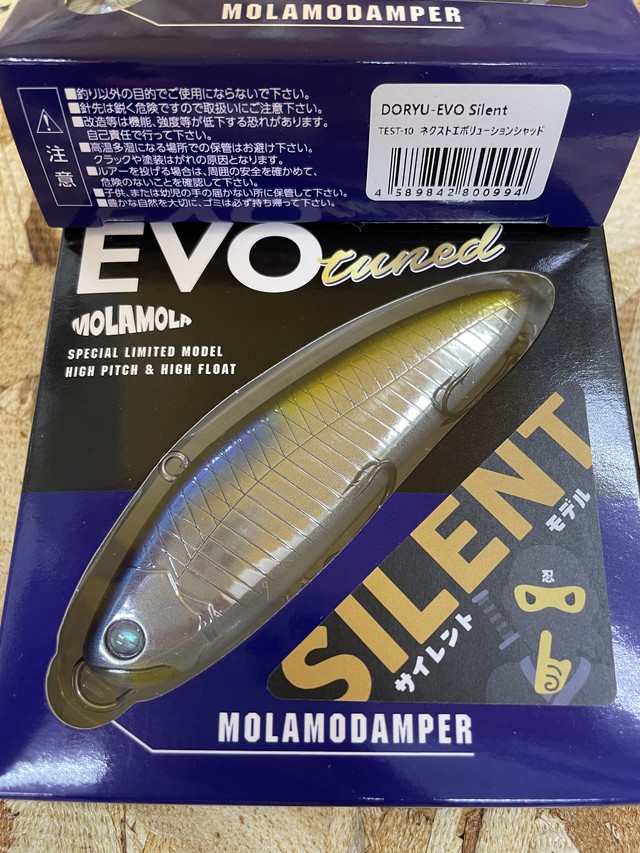 MOLAMODAMPER
注意
■釣り以外の目的でご使用にならないで下さい。
■針先は鋭く危険ですので取扱いにご注意下さい。
■改造等は機能、強度等が低下する恐れがあります。
自己責任で行って下さい。
■高温多湿になる場所での保管はお避け下さい。
クラックや塗装はがれの原因となります。
■ルアーを投げる場合は、周囲の安全を確かめて、
危険のないことを確認して下さい。
■子供、または幼児の手の届かない所に保管して下さい。
■豊かな自然を大切に、ゴミは必ず持ち帰って下さい。
DORYU-EVO Silent
TEST-10 ネクストエボリューションシャッド
4 589842 800994
EVO tuned
MOLAMOLA
SPECIAL LIMITED MODEL
HIGH PITCH & HIGH FLOAT
SILENT
サイレント モデル
忍
MOLAMODAMPER